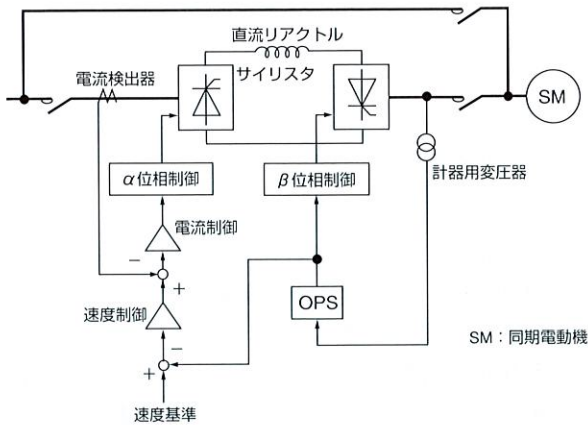 直流リアクトル
電流検出器
サイリスタ
SM
計器用変圧器
α位相制御
β位相制御
電流制御
−
+
OPS
速度制御
SM：同期電動機
−
+
速度基準